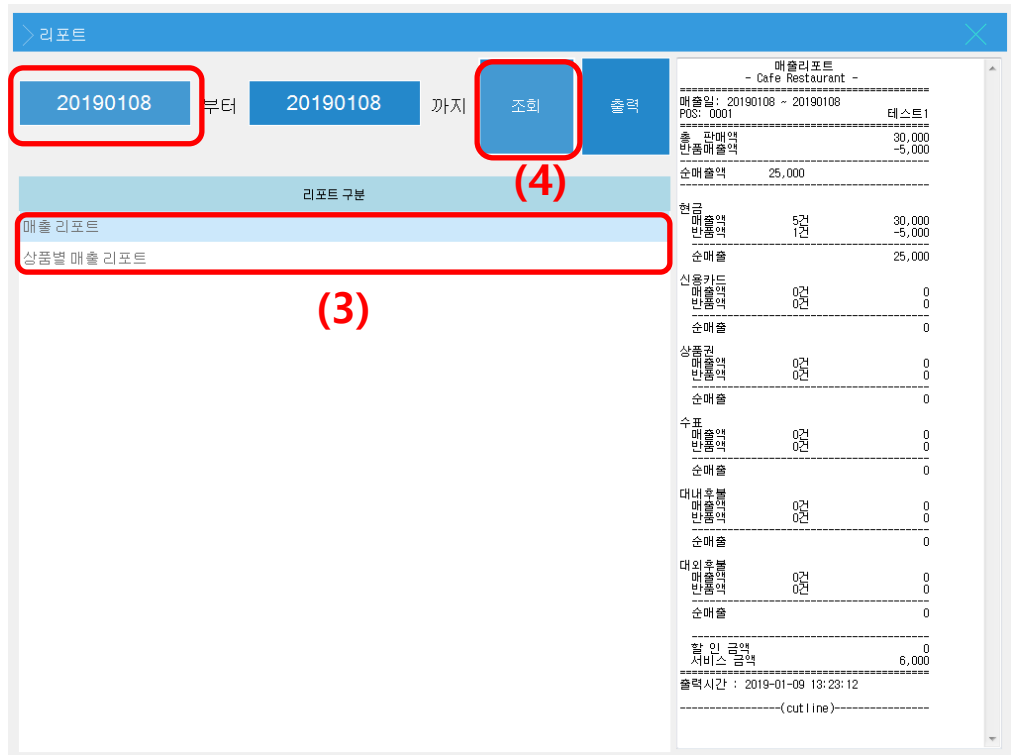 리포트
20190108 부터 20190108 까지 조회 출력
(4)
리포트 구분
매출 리포트
상품별 매출 리포트
(3)
매출리포트
- Cafe Restaurant -
========================================
매출일: 20190108 ~ 20190108
POS: 0001 테스트1
========================================
총 판매액 30,000
반품매출액 -5,000
----------------------------------------
순매출액 25,000
----------------------------------------
현금
매출액 5건 30,000
반품액 1건 -5,000
----------------------------------------
순매출 25,000
신용카드
매출액 0건 0
반품액 0건 0
----------------------------------------
순매출 0
상품권
매출액 0건 0
반품액 0건 0
----------------------------------------
순매출 0
수표
매출액 0건 0
반품액 0건 0
----------------------------------------
순매출 0
대내후불
매출액 0건 0
반품액 0건 0
----------------------------------------
순매출 0
대외후불
매출액 0건 0
반품액 0건 0
----------------------------------------
순매출 0
----------------------------------------
할 인 금액 0
서비스 금액 6,000
========================================
출력시간 : 2019-01-09 13:23:12
-----------------(cutline)----------------